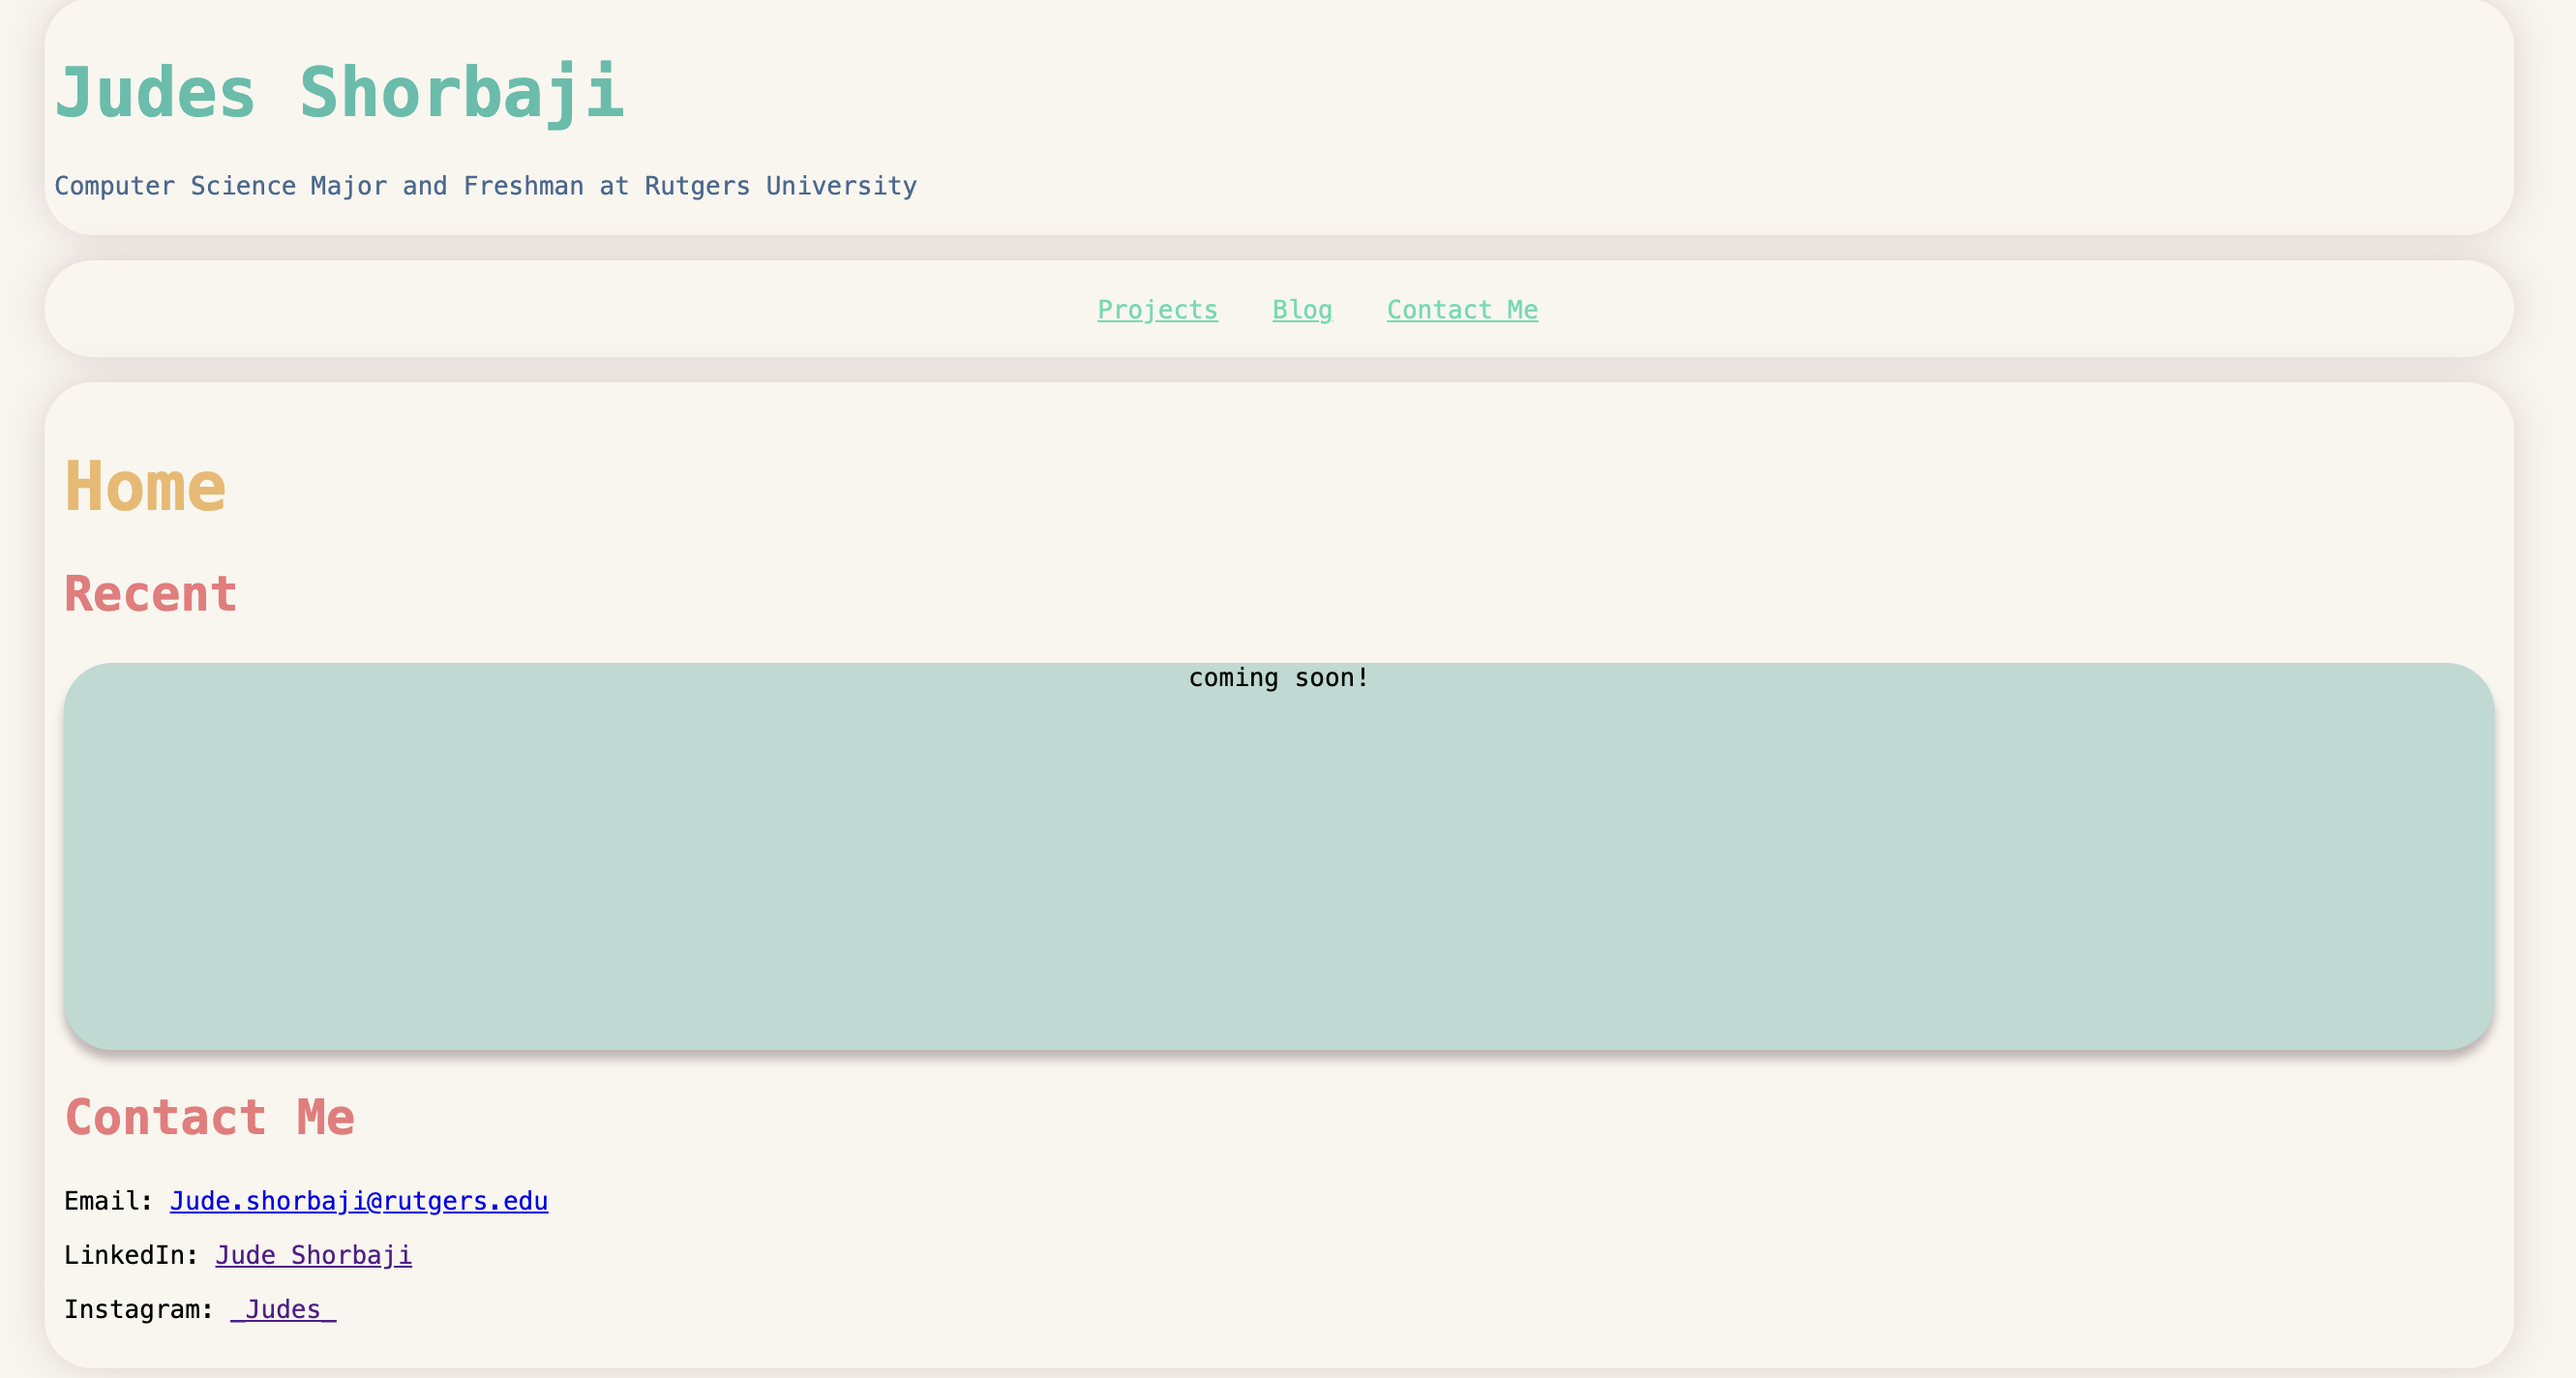 Judes Shorbaji
Computer Science Major and Freshman at Rutgers University
Projects Blog Contact Me
Home
Recent
coming soon!
Contact Me
Email: Jude.shorbaji@rutgers.edu
LinkedIn: Jude Shorbaji
Instagram: _Judes_